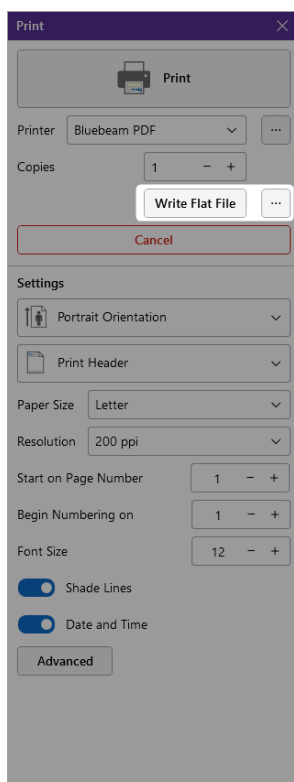 Print
Print
Printer Bluebeam PDF ...
Copies 1 - +
Write Flat File ...
Cancel
Settings
Portrait Orientation
Print Header
Paper Size Letter
Resolution 200 ppi
Start on Page Number 1 - +
Begin Numbering on 1 - +
Font Size 12 - +
Shade Lines
Date and Time
Advanced